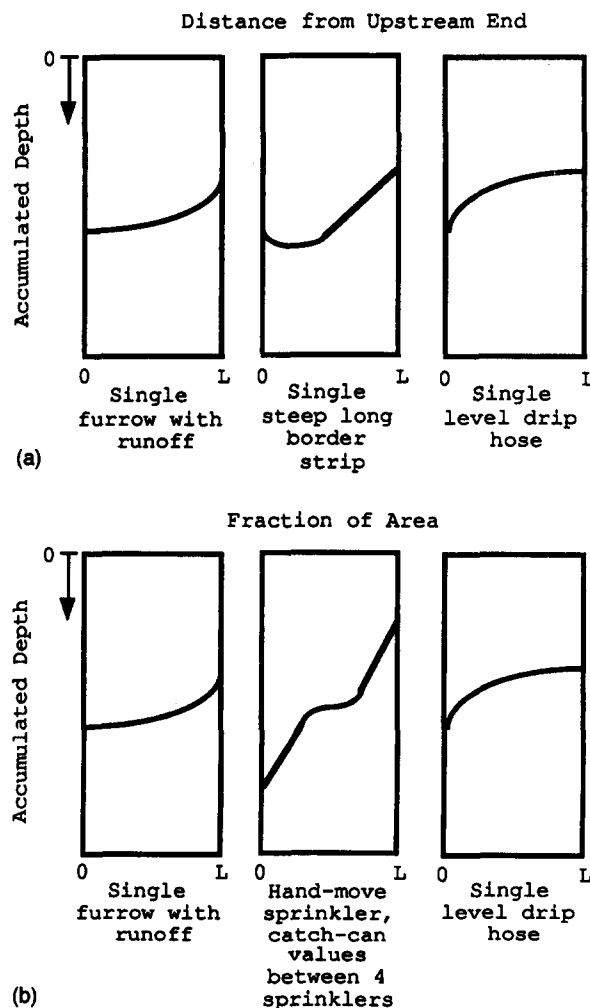 Distance from Upstream End
0
Accumulated Depth
0 L
Single
furrow with
runoff
0 L
Single
steep long
border
strip
0 L
Single
level drip
hose
(a)
Fraction of Area
0
Accumulated Depth
0 L
Single
furrow with
runoff
0 L
Hand-move
sprinkler,
catch-can
values
between 4
sprinklers
0 L
Single
level drip
hose
(b)